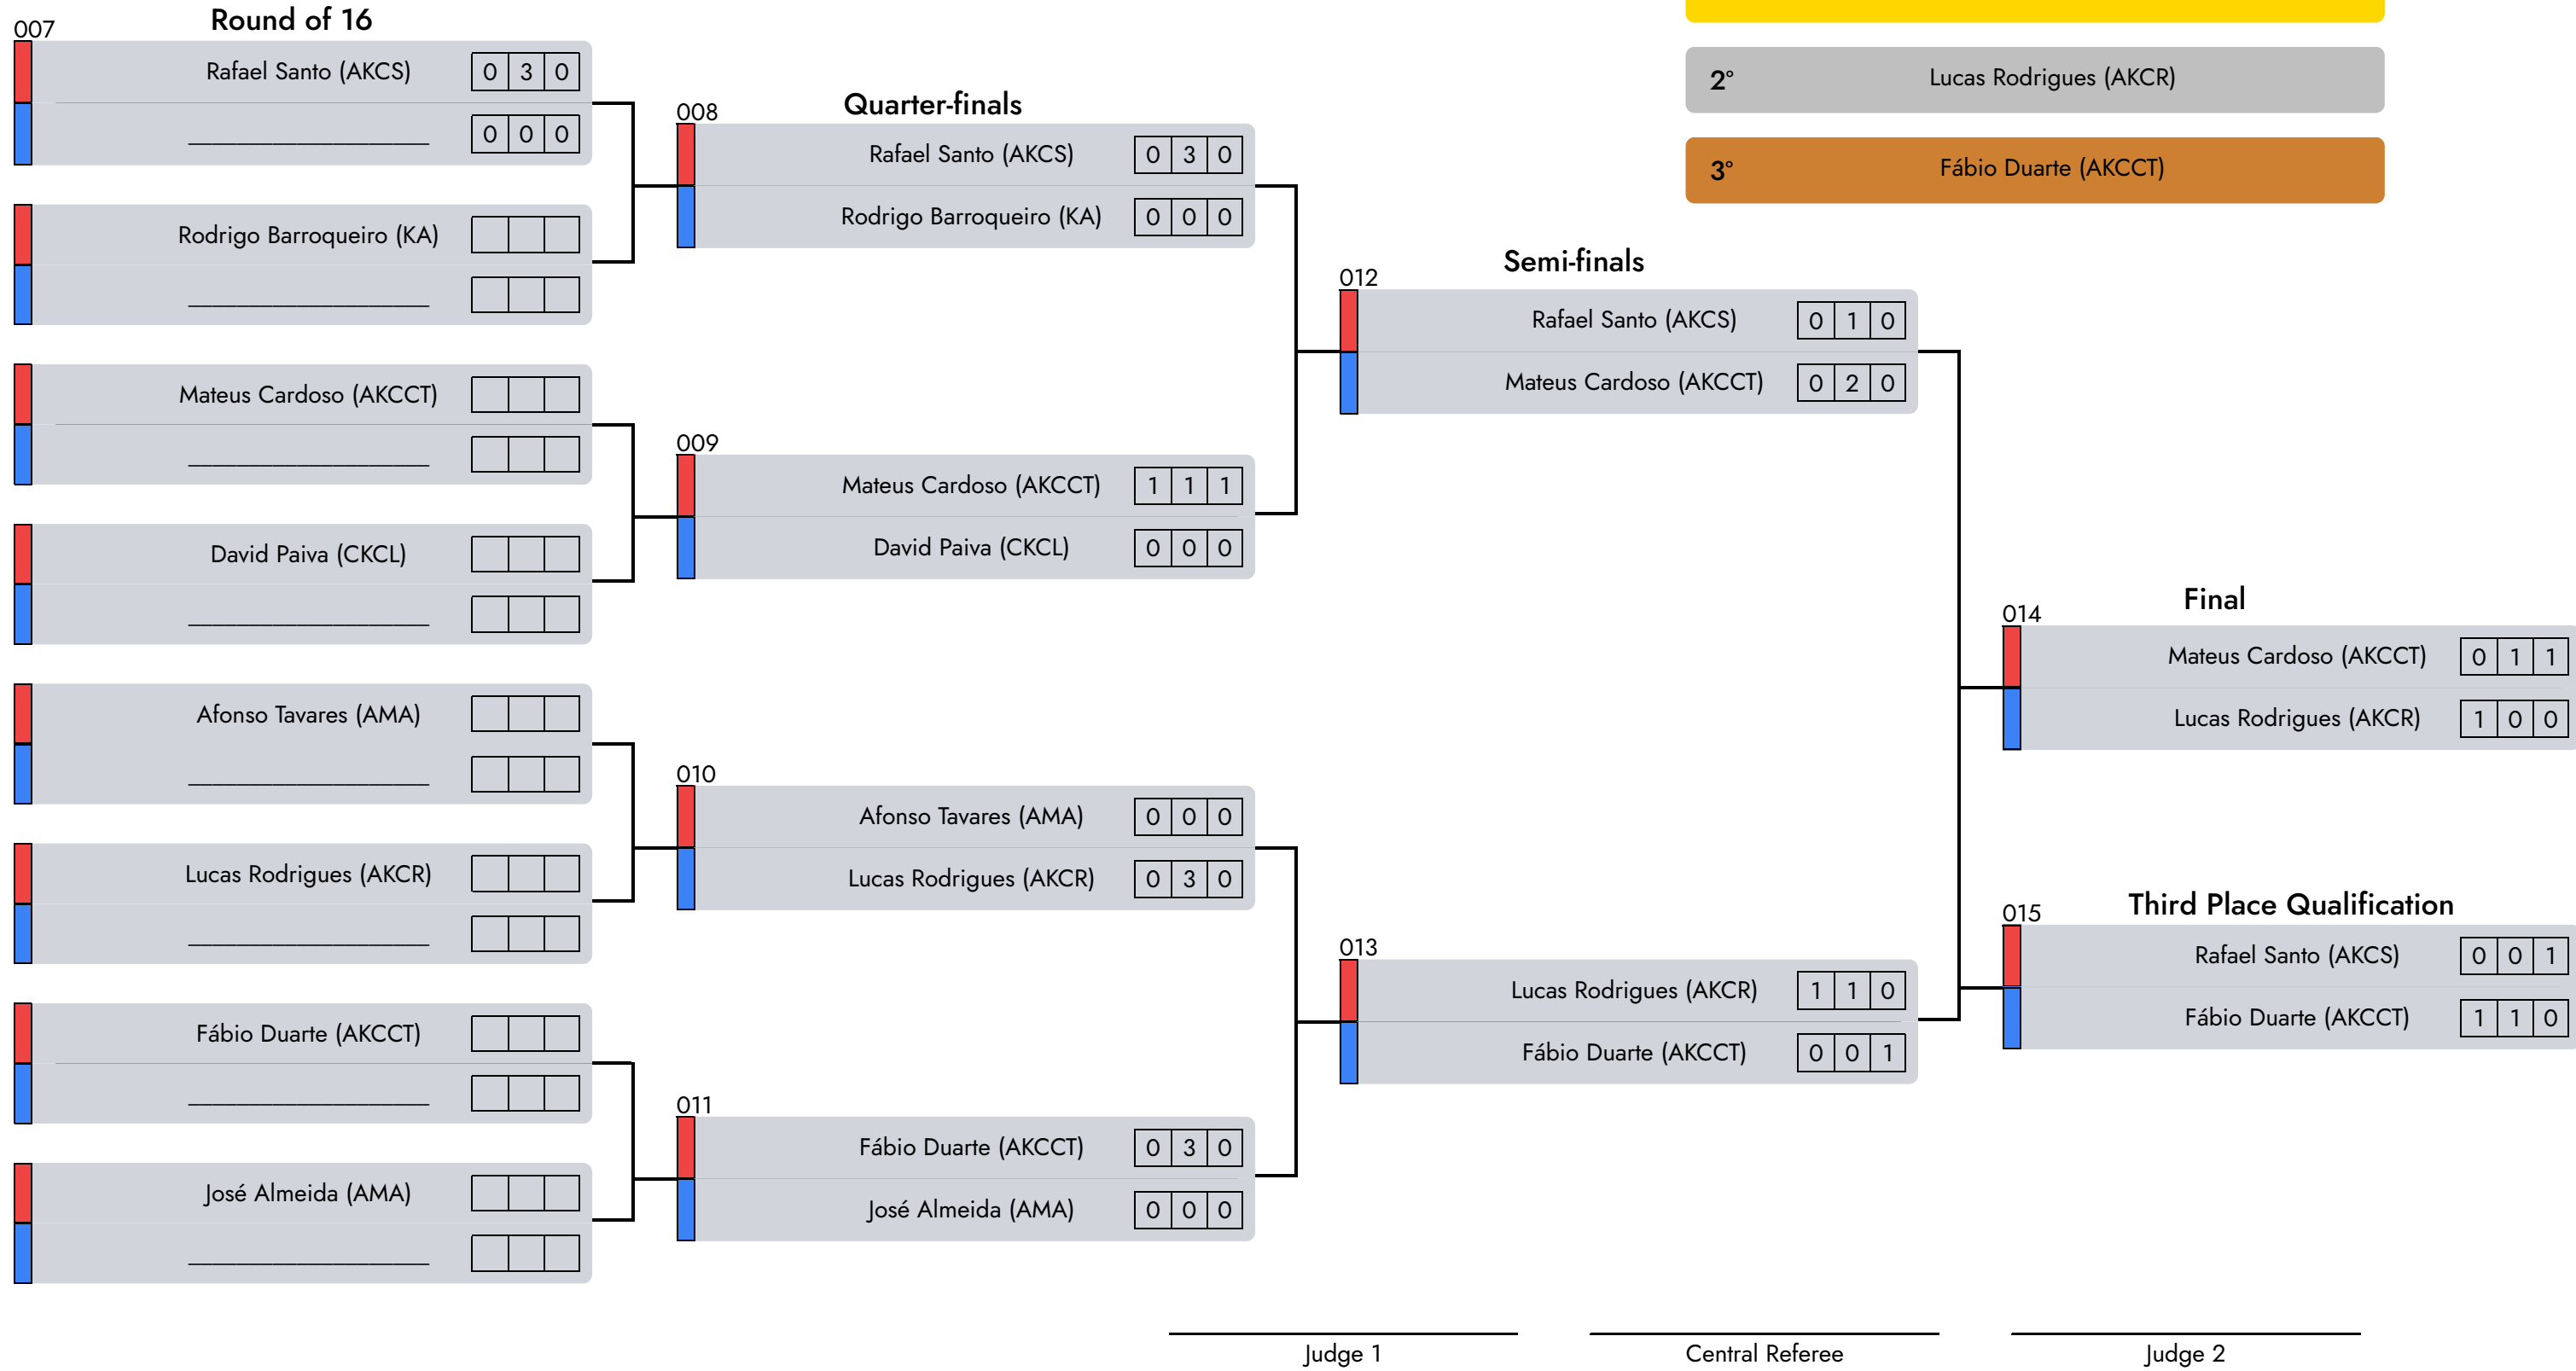 Round of 16
007
Rafael Santo (AKCS) 0 3 0
____________________ 0 0 0
Rodrigo Barroqueiro (KA)
____________________
Mateus Cardoso (AKCCT)
____________________
David Paiva (CKCL)
____________________
Afonso Tavares (AMA)
____________________
Lucas Rodrigues (AKCR)
____________________
Fábio Duarte (AKCCT)
____________________
José Almeida (AMA)
____________________
Quarter-finals
008
Rafael Santo (AKCS) 0 3 0
Rodrigo Barroqueiro (KA) 0 0 0
009
Mateus Cardoso (AKCCT) 1 1 1
David Paiva (CKCL) 0 0 0
010
Afonso Tavares (AMA) 0 0 0
Lucas Rodrigues (AKCR) 0 3 0
011
Fábio Duarte (AKCCT) 0 3 0
José Almeida (AMA) 0 0 0
2° Lucas Rodrigues (AKCR)
3° Fábio Duarte (AKCCT)
Semi-finals
012
Rafael Santo (AKCS) 0 1 0
Mateus Cardoso (AKCCT) 0 2 0
013
Lucas Rodrigues (AKCR) 1 1 0
Fábio Duarte (AKCCT) 0 0 1
Final
014
Mateus Cardoso (AKCCT) 0 1 1
Lucas Rodrigues (AKCR) 1 0 0
Third Place Qualification
015
Rafael Santo (AKCS) 0 0 1
Fábio Duarte (AKCCT) 1 1 0
Judge 1
Central Referee
Judge 2